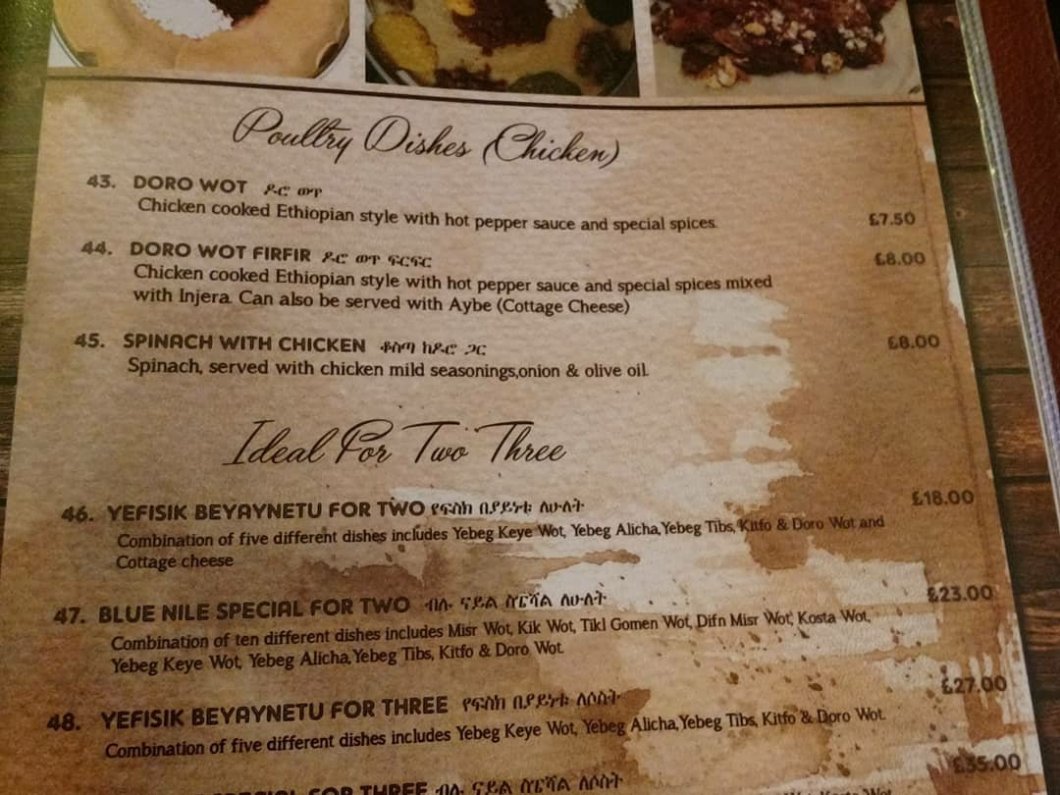 Poultry Dishes (Chicken)
43. DORO WOT ዶሮ ወጥ
Chicken cooked Ethiopian style with hot pepper sauce and special spices.
£7.50
44. DORO WOT FIRFIR ዶሮ ወጥ ፍርፍር
£8.00
Chicken cooked Ethiopian style with hot pepper sauce and special spices mixed
with Injera. Can also be served with Aybe (Cottage Cheese)
45. SPINACH WITH CHICKEN ቆስጣ ከዶሮ ጋር
£8.00
Spinach, served with chicken mild seasonings,onion & olive oil.
Ideal For Two Three
46. YEFISIK BEYAYNETU FOR TWO የፍስክ በያይነቱ ለሁለት
£18.00
Combination of five different dishes includes Yebeg Keye Wot, Yebeg Alicha,Yebeg Tibs, Kitfo & Doro Wot and
Cottage cheese
47. BLUE NILE SPECIAL FOR TWO ብሉ ናይል ስፔሻል ለሁለት
£23.00
Combination of ten different dishes includes Misr Wot, Kik Wot, Tikl Gomen Wot, Difn Misr Wot, Kosta Wot,
Yebeg Keye Wot, Yebeg Alicha,Yebeg Tibs, Kitfo & Doro Wot.
48. YEFISIK BEYAYNETU FOR THREE የፍስክ በያይነቱ ለሶስት
£27.00
Combination of five different dishes includes Yebeg Keye Wot, Yebeg Alicha,Yebeg Tibs, Kitfo & Doro Wot.
SPECIAL FOR THREE ብሉ ናይል ስፔሻል ለሶስት
£35.00